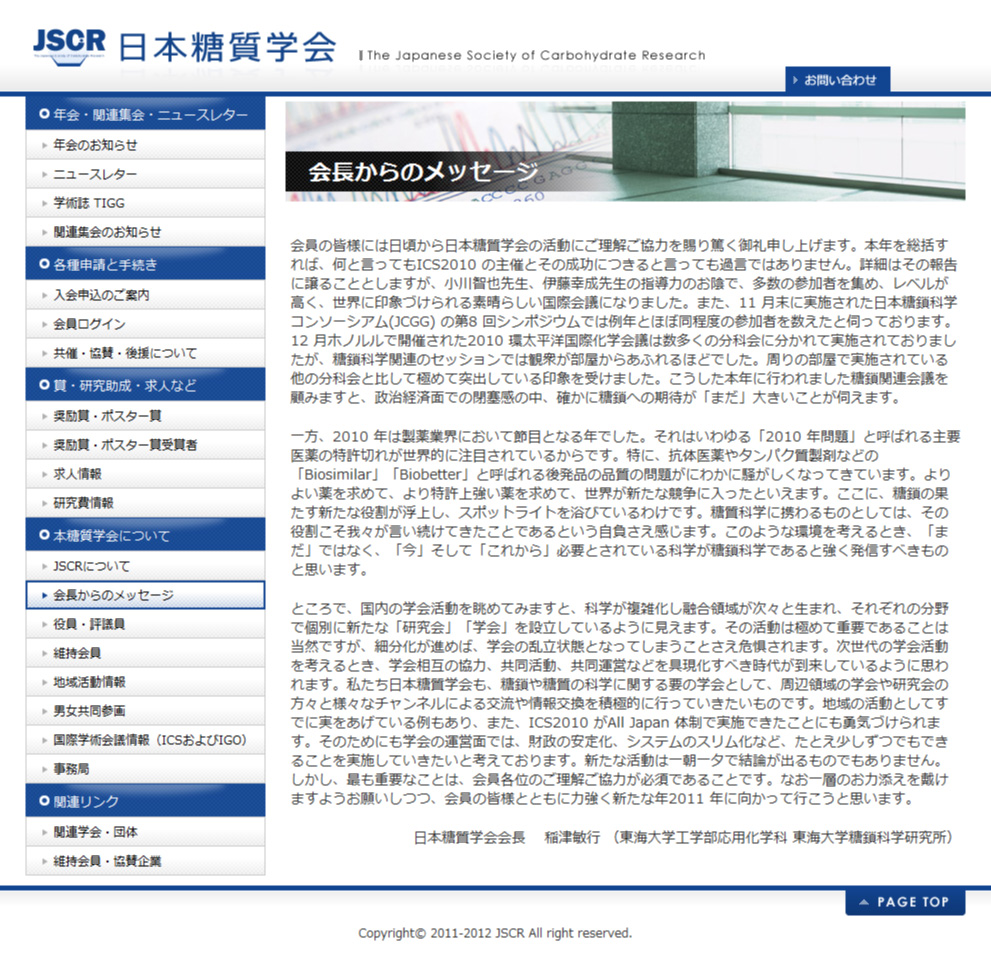 JSCR 日本糖質学会 The Japanese Society of Carbohydrate Research
お問い合わせ
年会・関連集会・ニュースレター
年会のお知らせ
ニュースレター
学術誌 TIGG
関連集会のお知らせ
各種申請と手続き
入会申込のご案内
会員ログイン
共催・協賛・後援について
賞・研究助成・求人など
奨励賞・ポスター賞
奨励賞・ポスター賞受賞者
求人情報
研究費情報
本糖質学会について
JSCRについて
会長からのメッセージ
役員・評議員
維持会員
地域活動情報
男女共同参画
国際学術会議情報（ICSおよびIGO）
事務局
関連リンク
関連学会・団体
維持会員・協賛企業
会長からのメッセージ
会員の皆様には日頃から日本糖質学会の活動にご理解ご協力を賜り篤く御礼申し上げます。本年を総括す
れば、何と言ってもICS2010 の主催とその成功につきると言っても過言ではありません。詳細はその報告
に譲ることとしますが、小川智也先生、伊藤幸成先生の指導力のお陰で、多数の参加者を集め、レベルが
高く、世界に印象づけられる素晴らしい国際会議になりました。また、11 月末に実施された日本糖鎖科学
コンソーシアム(JCGG) の第8 回シンポジウムでは例年とほぼ同程度の参加者を数えたと伺っております。
12 月ホノルルで開催された2010 環太平洋国際化学会議は数多くの分科会に分かれて実施されておりまし
たが、糖鎖科学関連のセッションでは観衆が部屋からあふれるほどでした。周りの部屋で実施されている
他の分科会と比して極めて突出している印象を受けました。こうした本年に行われました糖鎖関連会議を
顧みますと、政治経済面での閉塞感の中、確かに糖鎖への期待が「まだ」大きいことが伺えます。
一方、2010 年は製薬業界において節目となる年でした。それはいわゆる「2010 年問題」と呼ばれる主要
医薬の特許切れが世界的に注目されているからです。特に、抗体医薬やタンパク質製剤などの
「Biosimilar」「Biobetter」と呼ばれる後発品の品質の問題がにわかに騒がしくなってきています。より
よい薬を求めて、より特許上強い薬を求めて、世界が新たな競争に入ったといえます。ここに、糖鎖の果
たす新たな役割が浮上し、スポットライトを浴びているわけです。糖質科学に携わるものとしては、その
役割こそ我々が言い続けてきたことであるという自負さえ感じます。このような環境を考えるとき、「ま
だ」ではなく、「今」そして「これから」必要とされている科学が糖鎖科学であると強く発信すべきもの
と思います。
ところで、国内の学会活動を眺めてみますと、科学が複雑化し融合領域が次々と生まれ、それぞれの分野
で個別に新たな「研究会」「学会」を設立しているように見えます。その活動は極めて重要であることは
当然ですが、細分化が進めば、学会の乱立状態となってしまうことさえ危惧されます。次世代の学会活動
を考えるとき、学会相互の協力、共同活動、共同運営などを具現化すべき時代が到来しているように思わ
れます。私たち日本糖質学会も、糖鎖や糖質の科学に関する要の学会として、周辺領域の学会や研究会の
方々と様々なチャンネルによる交流や情報交換を積極的に行っていきたいものです。地域の活動としてす
でに実をあげている例もあり、また、ICS2010 がAll Japan 体制で実施できたことにも勇気づけられま
す。そのためにも学会の運営面では、財政の安定化、システムのスリム化など、たとえ少しずつでもでき
ることを実施していきたいと考えております。新たな活動は一朝一夕で結論が出るものでもありません。
しかし、最も重要なことは、会員各位のご理解ご協力が必須であることです。なお一層のお力添えを戴け
ますようお願いしつつ、会員の皆様とともに力強く新たな年2011 年に向かって行こうと思います。
日本糖質学会会長 稲津敏行 （東海大学工学部応用化学科 東海大学糖鎖科学研究所）
PAGE TOP
Copyright© 2011-2012 JSCR All right reserved.